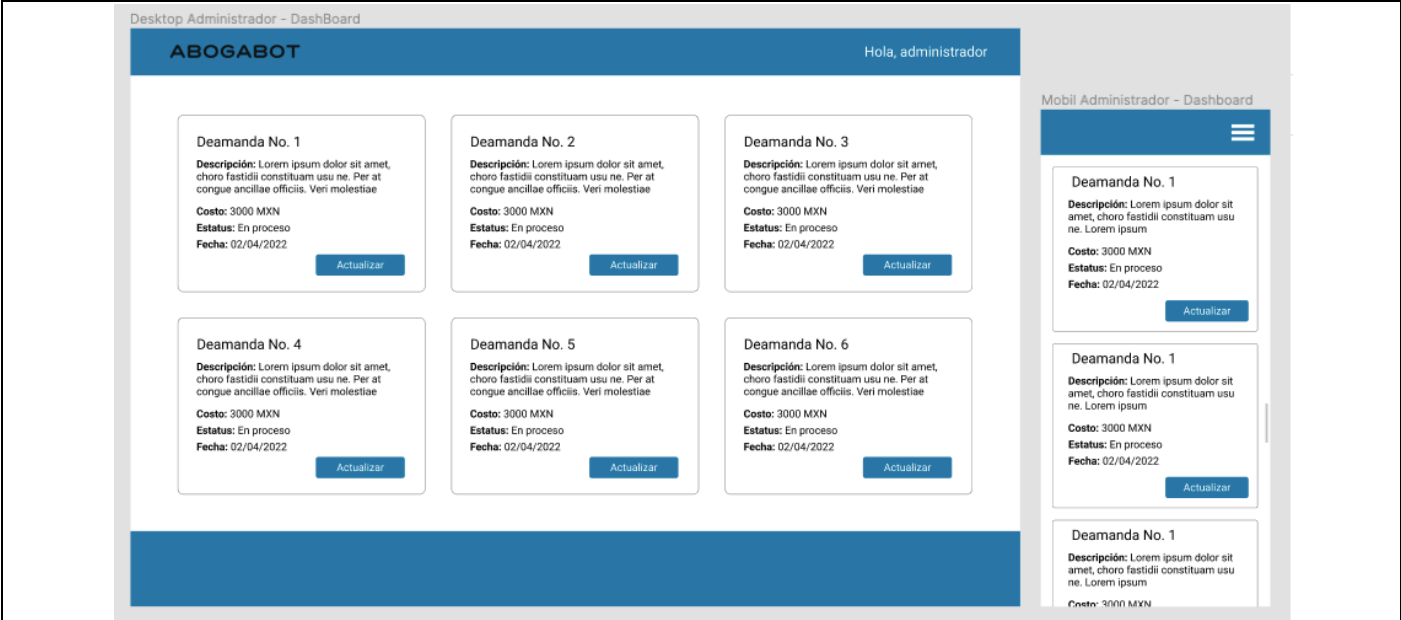 Desktop Administrador - DashBoard
ABOGABOT
Hola, administrador
Deamanda No. 1
Descripción: Lorem ipsum dolor sit amet,
choro fastidii constituam usu ne. Per at
congue ancillae officiis. Veri molestiae
Costo: 3000 MXN
Estatus: En proceso
Fecha: 02/04/2022
Actualizar
Deamanda No. 2
Descripción: Lorem ipsum dolor sit amet,
choro fastidii constituam usu ne. Per at
congue ancillae officiis. Veri molestiae
Costo: 3000 MXN
Estatus: En proceso
Fecha: 02/04/2022
Actualizar
Deamanda No. 3
Descripción: Lorem ipsum dolor sit amet,
choro fastidii constituam usu ne. Per at
congue ancillae officiis. Veri molestiae
Costo: 3000 MXN
Estatus: En proceso
Fecha: 02/04/2022
Actualizar
Deamanda No. 4
Descripción: Lorem ipsum dolor sit amet,
choro fastidii constituam usu ne. Per at
congue ancillae officiis. Veri molestiae
Costo: 3000 MXN
Estatus: En proceso
Fecha: 02/04/2022
Actualizar
Deamanda No. 5
Descripción: Lorem ipsum dolor sit amet,
choro fastidii constituam usu ne. Per at
congue ancillae officiis. Veri molestiae
Costo: 3000 MXN
Estatus: En proceso
Fecha: 02/04/2022
Actualizar
Deamanda No. 6
Descripción: Lorem ipsum dolor sit amet,
choro fastidii constituam usu ne. Per at
congue ancillae officiis. Veri molestiae
Costo: 3000 MXN
Estatus: En proceso
Fecha: 02/04/2022
Actualizar
Mobil Administrador - Dashboard
Deamanda No. 1
Descripción: Lorem ipsum dolor sit
amet, choro fastidii constituam usu
ne. Lorem ipsum
Costo: 3000 MXN
Estatus: En proceso
Fecha: 02/04/2022
Actualizar
Deamanda No. 1
Descripción: Lorem ipsum dolor sit
amet, choro fastidii constituam usu
ne. Lorem ipsum
Costo: 3000 MXN
Estatus: En proceso
Fecha: 02/04/2022
Actualizar
Deamanda No. 1
Descripción: Lorem ipsum dolor sit
amet, choro fastidii constituam usu
ne. Lorem ipsum
Costo: 3000 MXN